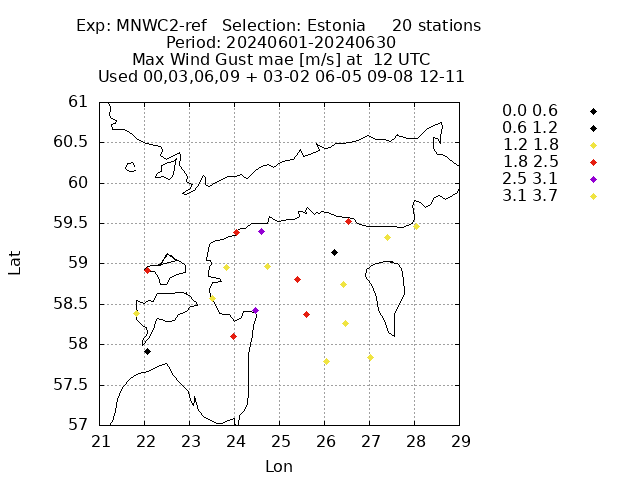 Exp: MNWC2-ref   Selection: Estonia     20 stations
Period: 20240601-20240630
Max Wind Gust mae [m/s] at  12 UTC
Used 00,03,06,09 + 03-02 06-05 09-08 12-11
0.0 0.6
0.6 1.2
1.2 1.8
1.8 2.5
2.5 3.1
3.1 3.7
61
60.5
60
59.5
59
58.5
58
57.5
57
Lat
21 22 23 24 25 26 27 28 29
Lon